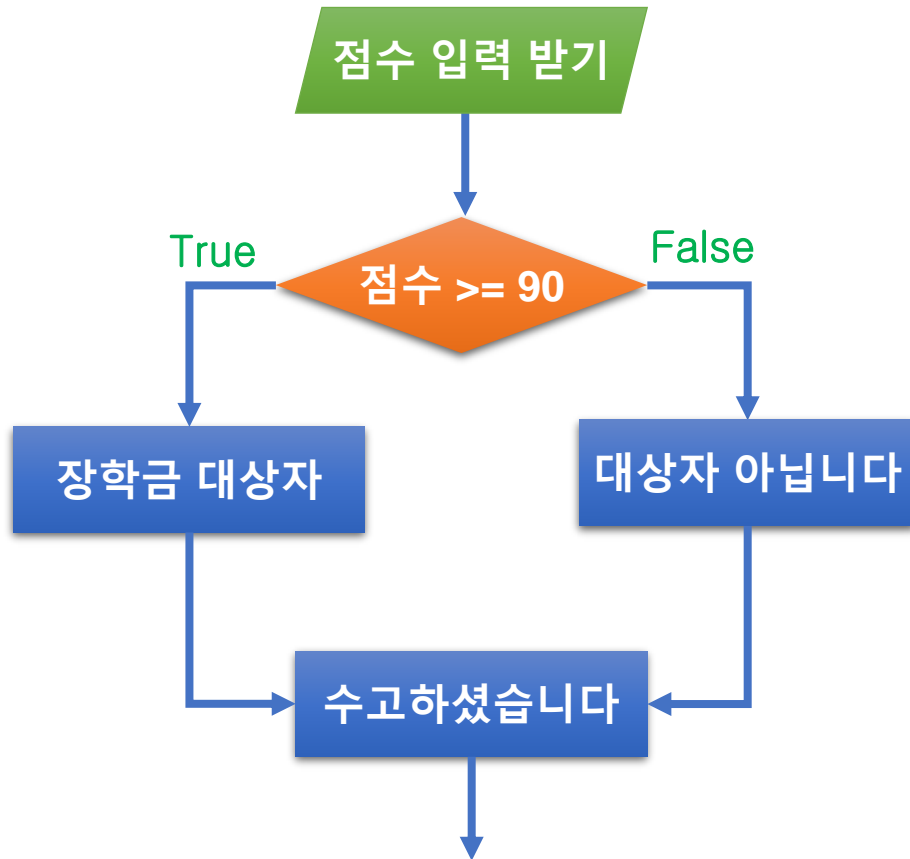 점수 입력 받기
True
False
점수 >= 90
장학금 대상자
대상자 아닙니다
수고하셨습니다